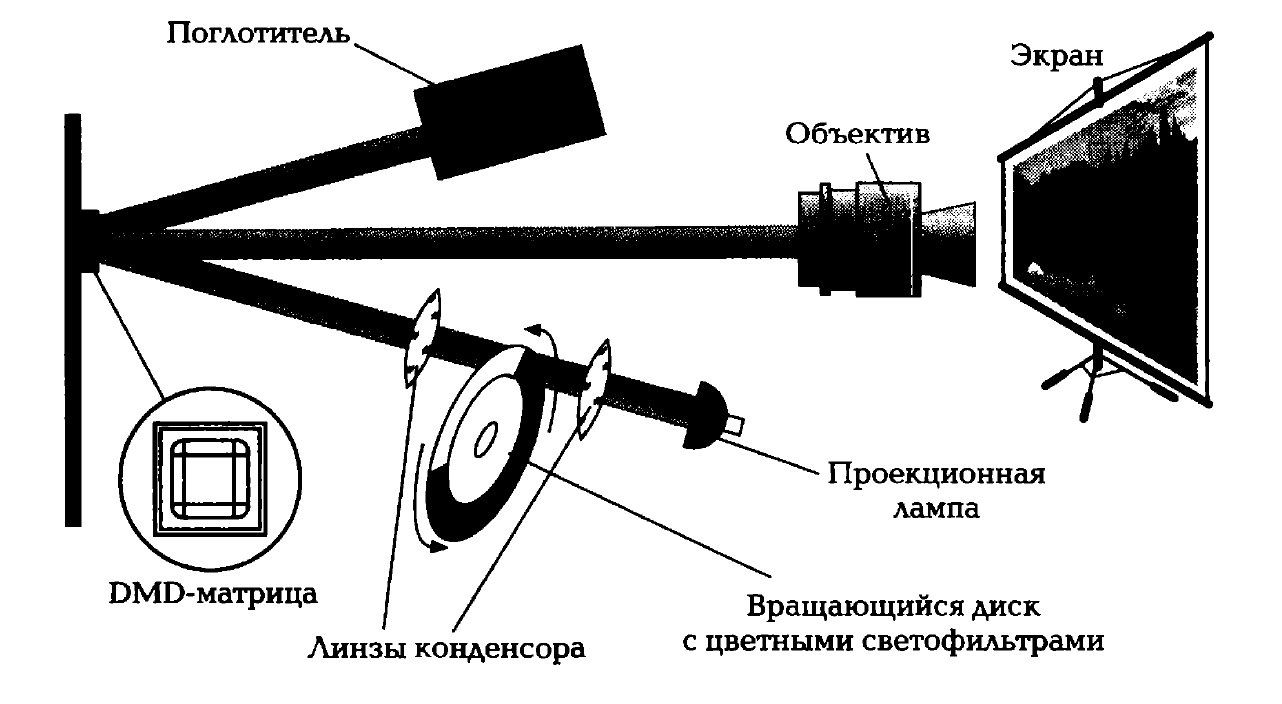 Поглотитель
Экран
Объектив
Проекционная
лампа
DMD-матрица
Вращающийся диск
с цветными светофильтрами
Линзы конденсора